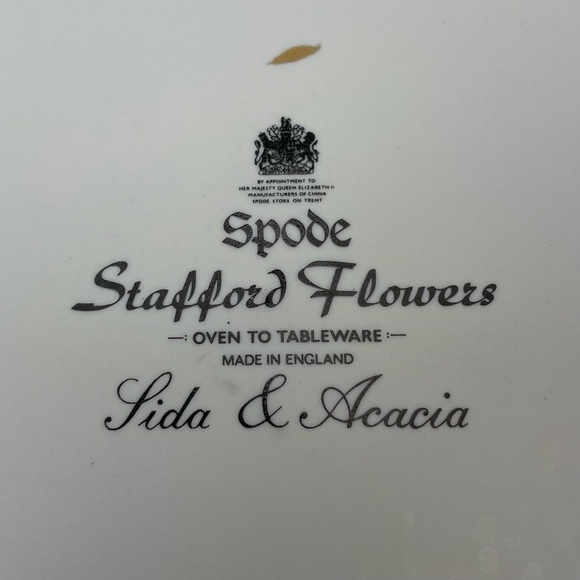 BY APPOINTMENT TO
HER MAJESTY QUEEN ELIZABETH II
MANUFACTURERS OF CHINA
SPODE STOKE ON TRENT
Spode
Stafford Flowers
—: OVEN TO TABLEWARE :—
MADE IN ENGLAND
Sida & Acacia